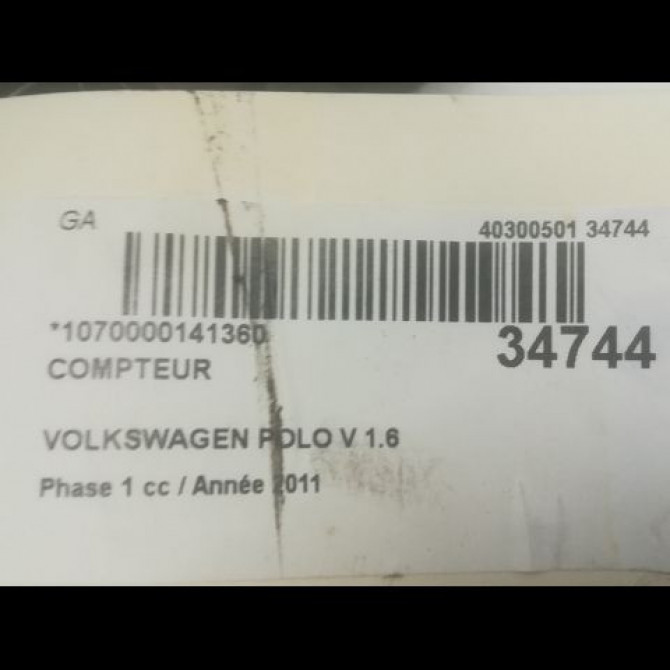 GA
40300501 34744
*1070000141360
34744
COMPTEUR
VOLKSWAGEN POLO V 1.6
Phase 1 cc / Année 2011